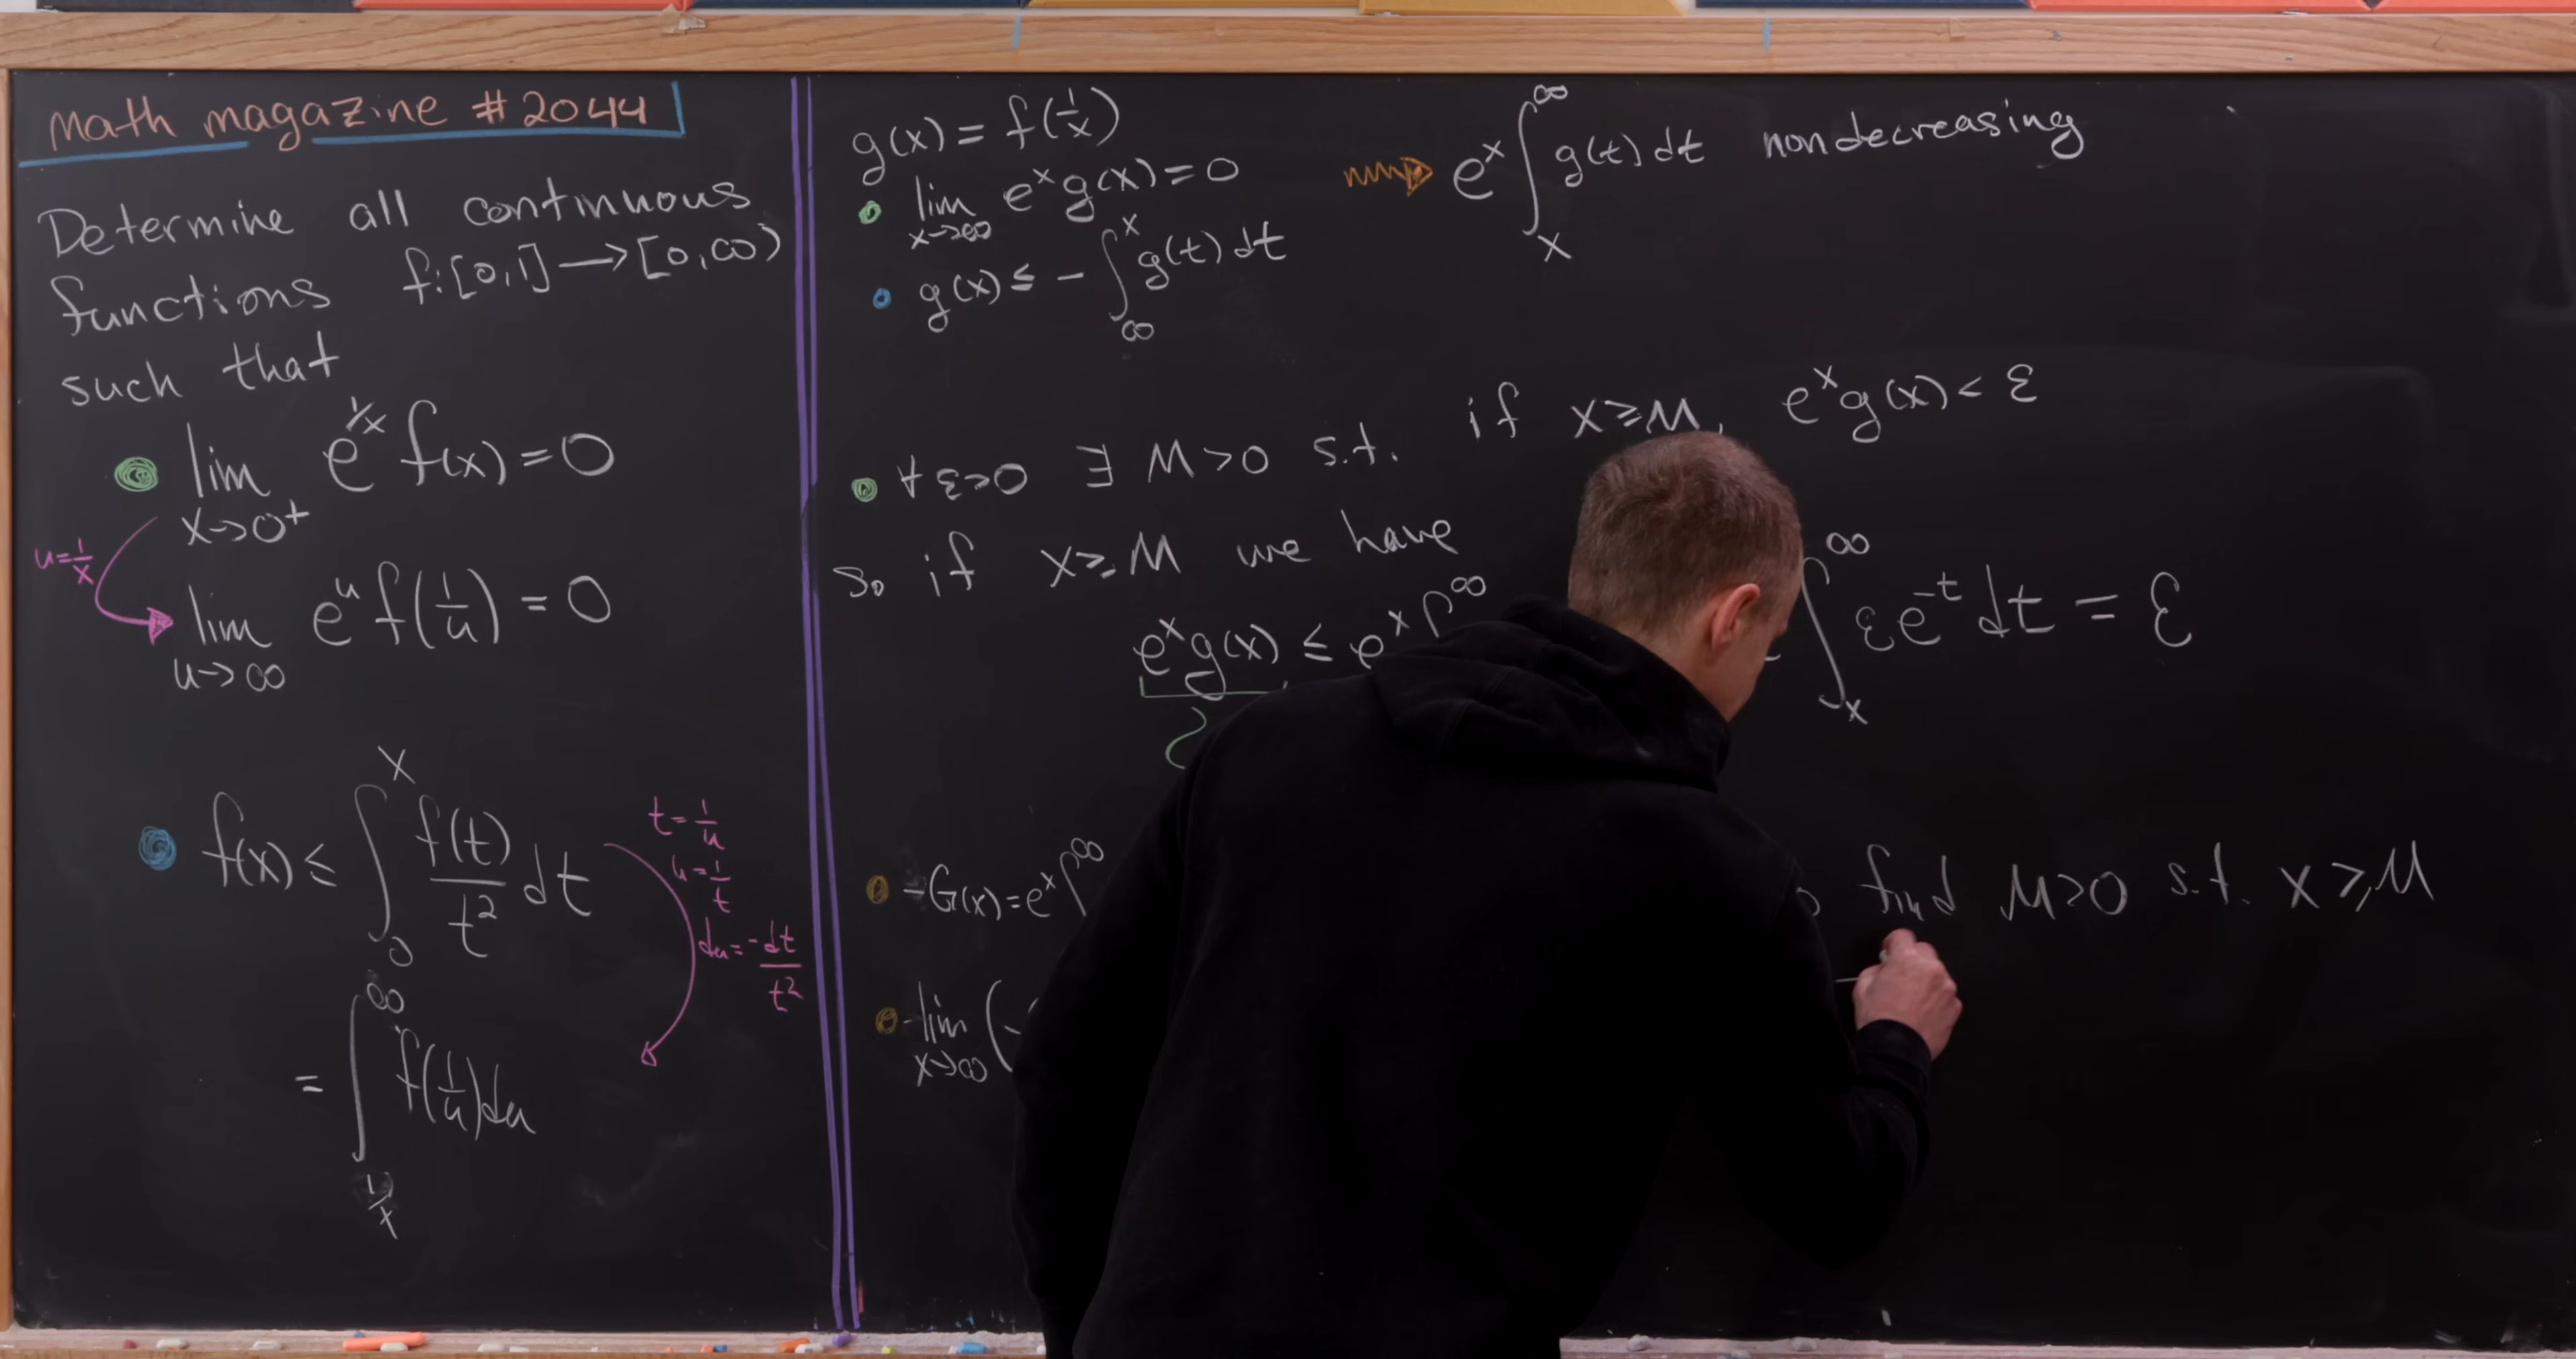 Math magazine #2044
Determine all continuous
functions f:[0,1]→[0,∞)
such that
lim x→0+ e^{1/x} f(x) = 0
u=1/x
lim u→∞ e^u f(1/u) = 0
f(x) ≤ ∫_0^x f(t)/t² dt
t=1/u
u=1/t
du=-dt/t²
= ∫_{1/x}^∞ f(1/u)du
g(x) = f(1/x)
lim x→∞ e^x g(x) = 0
g(x) ≤ - ∫_∞^x g(t) dt
e^x ∫_x^∞ g(t) dt nondecreasing
∀ ε>0 ∃ M>0 s.t. if x≥M, e^x g(x) < ε
so if x≥M we have
e^x g(x) ≤ e^x ∫^∞
∫_x^∞ εe^{-t} dt = ε
-G(x)=e^x ∫^∞
find M>0 s.t. x≥M
-lim x→∞ (-